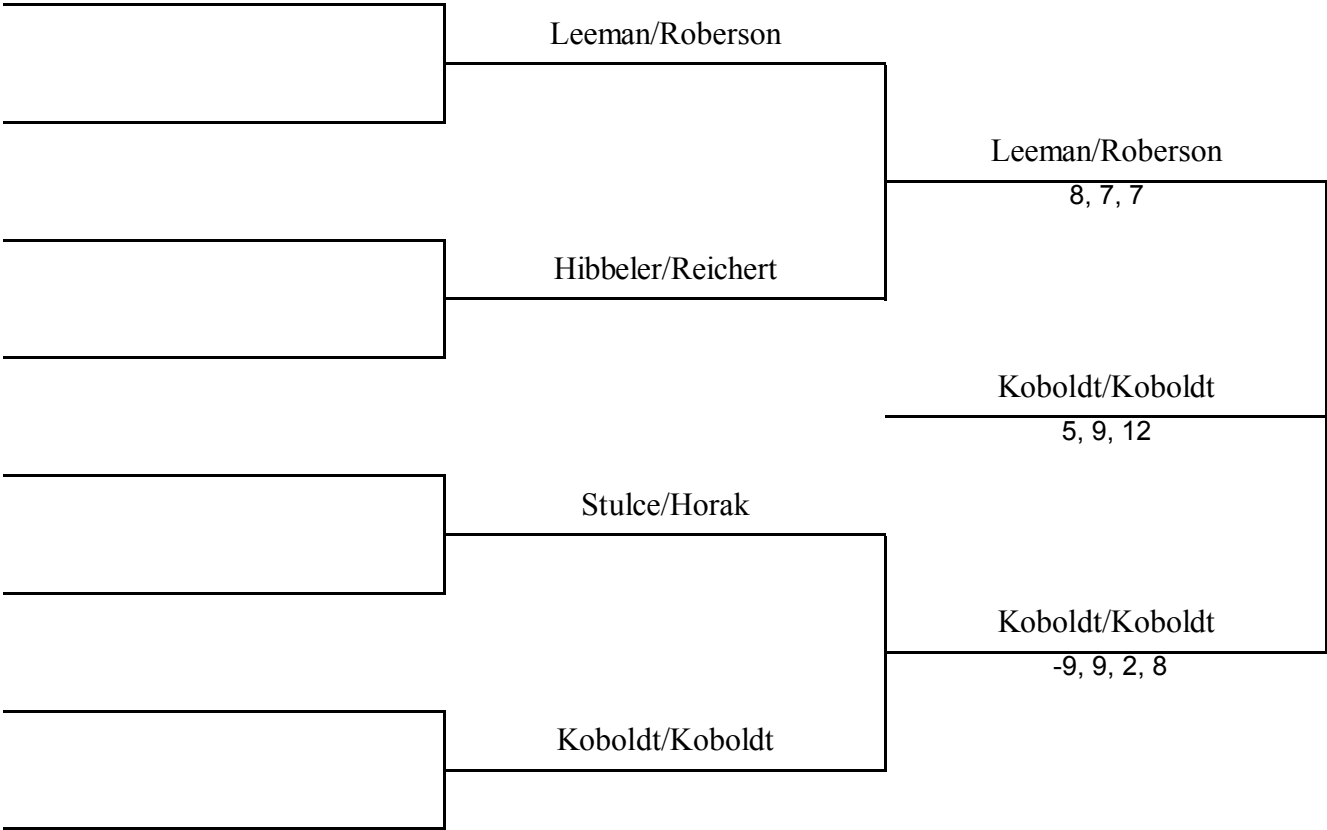 Leeman/Roberson
Leeman/Roberson
8, 7, 7
Hibbeler/Reichert
Koboldt/Koboldt
5, 9, 12
Stulce/Horak
Koboldt/Koboldt
-9, 9, 2, 8
Koboldt/Koboldt